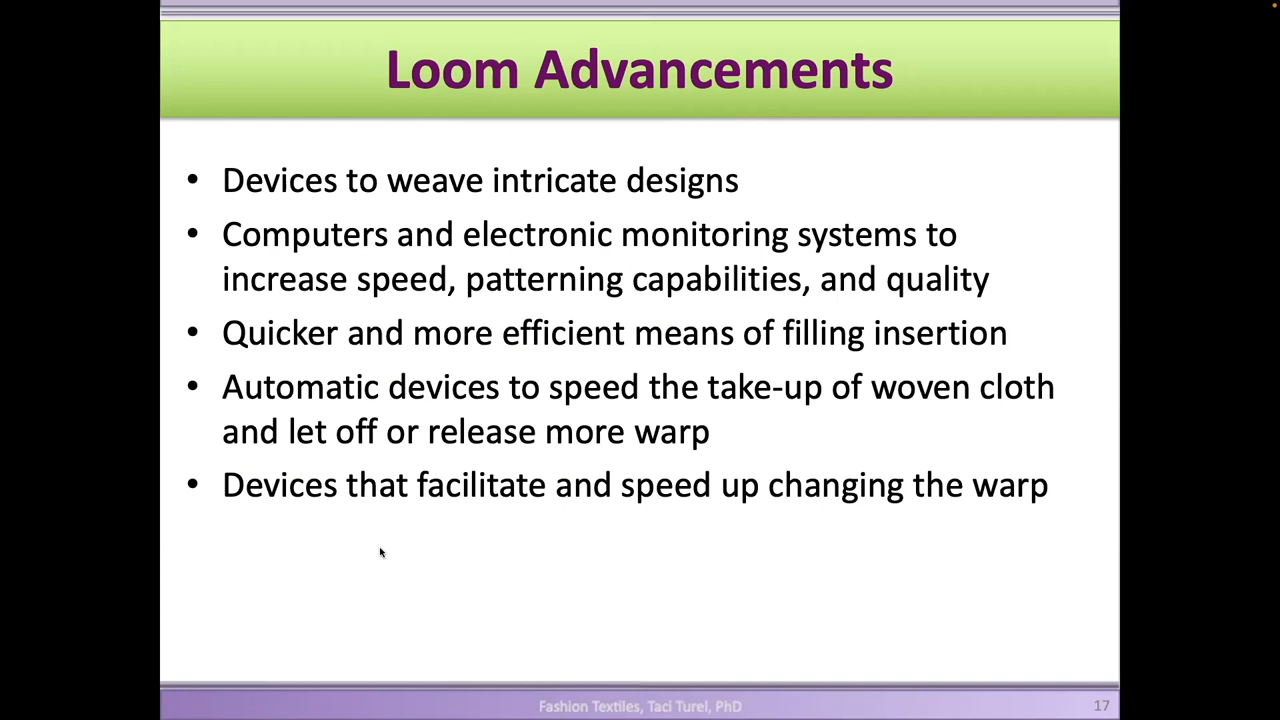 Loom Advancements
• Devices to weave intricate designs
• Computers and electronic monitoring systems to
increase speed, patterning capabilities, and quality
• Quicker and more efficient means of filling insertion
• Automatic devices to speed the take-up of woven cloth
and let off or release more warp
• Devices that facilitate and speed up changing the warp
Fashion Textiles, Taci Turel, PhD
17